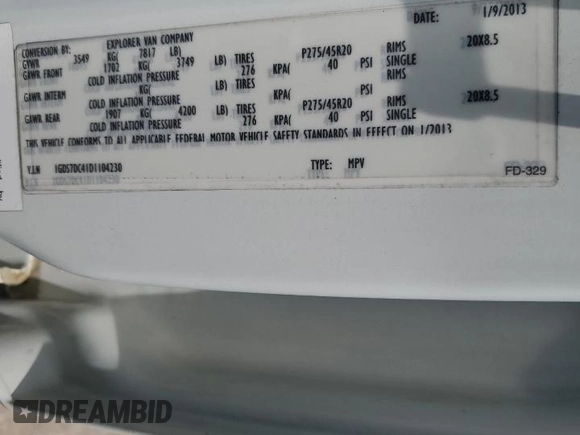 CONVERSION BY: EXPLORER VAN COMPANY DATE: 1/9/2013
GVWR 3549 KG( 7817 LB)
GAWR FRONT 1702 KG( 3749 LB) TIRES P275/45R20 RIMS 20X8.5
COLD INFLATION PRESSURE 276 KPA( 40 PSI SINGLE
GAWR INTERM KG( LB) TIRES RIMS
COLD INFLATION PRESSURE KPA( PSI
GAWR REAR 1907 KG( 4200 LB) TIRES P275/45R20 RIMS 20X8.5
COLD INFLATION PRESSURE 276 KPA( 40 PSI SINGLE
THIS VEHICLE CONFORMS TO ALL APPLICABLE FEDERAL MOTOR VEHICLE SAFETY STANDARDS IN EFFECT ON 1/2013
V.I.N 1GDS7DC41D1104230 TYPE: MPV
FD-329
DREAMBID